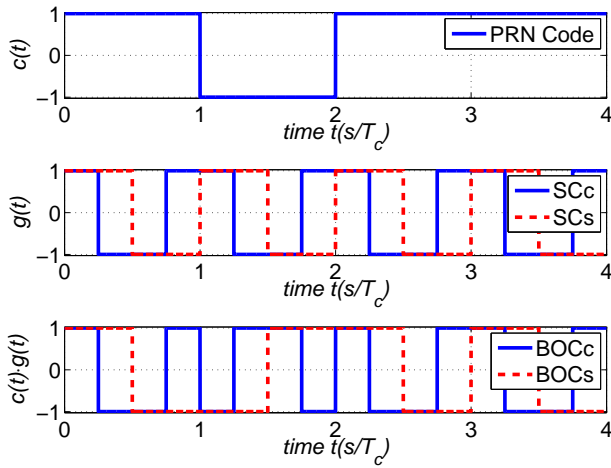 c(t)
1
0
−1
PRN Code
0 1 2 3 4
time t(s/T_c)
g(t)
1
0
−1
SCc
SCs
0 1 2 3 4
time t(s/T_c)
c(t)·g(t)
1
0
−1
BOCc
BOCs
0 1 2 3 4
time t(s/T_c)